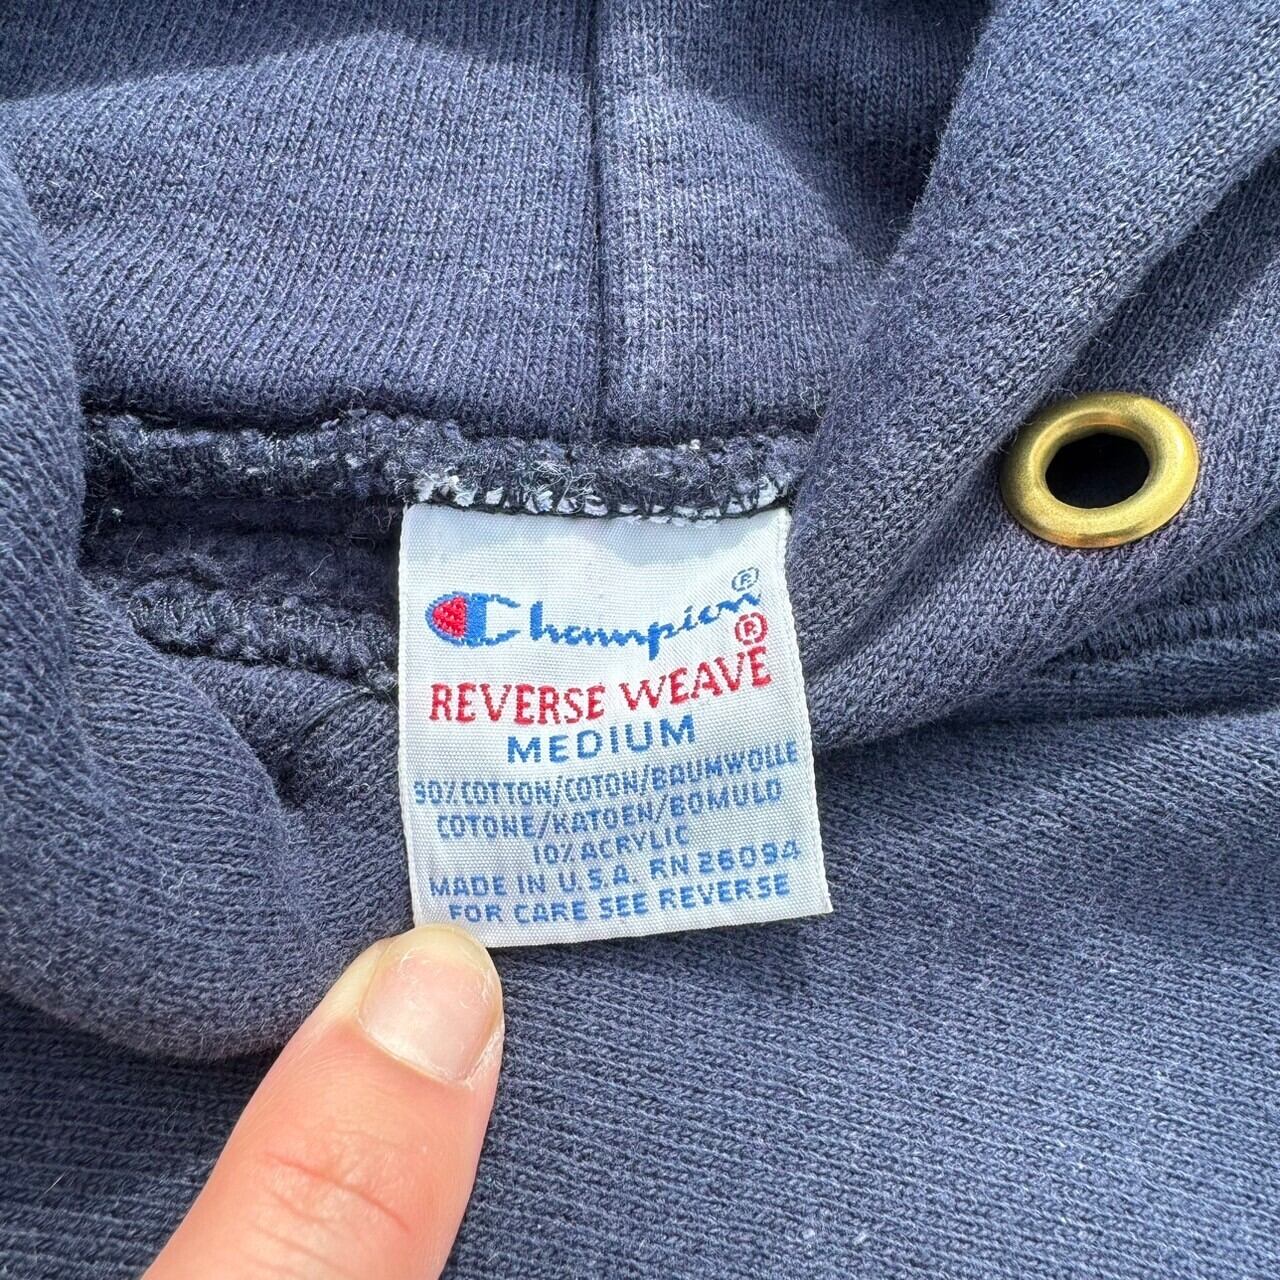 Champion®
REVERSE WEAVE®
MEDIUM
90% COTTON/COTON/BAUMWOLLE
COTONE/KATOEN/BOMULD
10% ACRYLIC
MADE IN U.S.A. RN 26094
FOR CARE SEE REVERSE